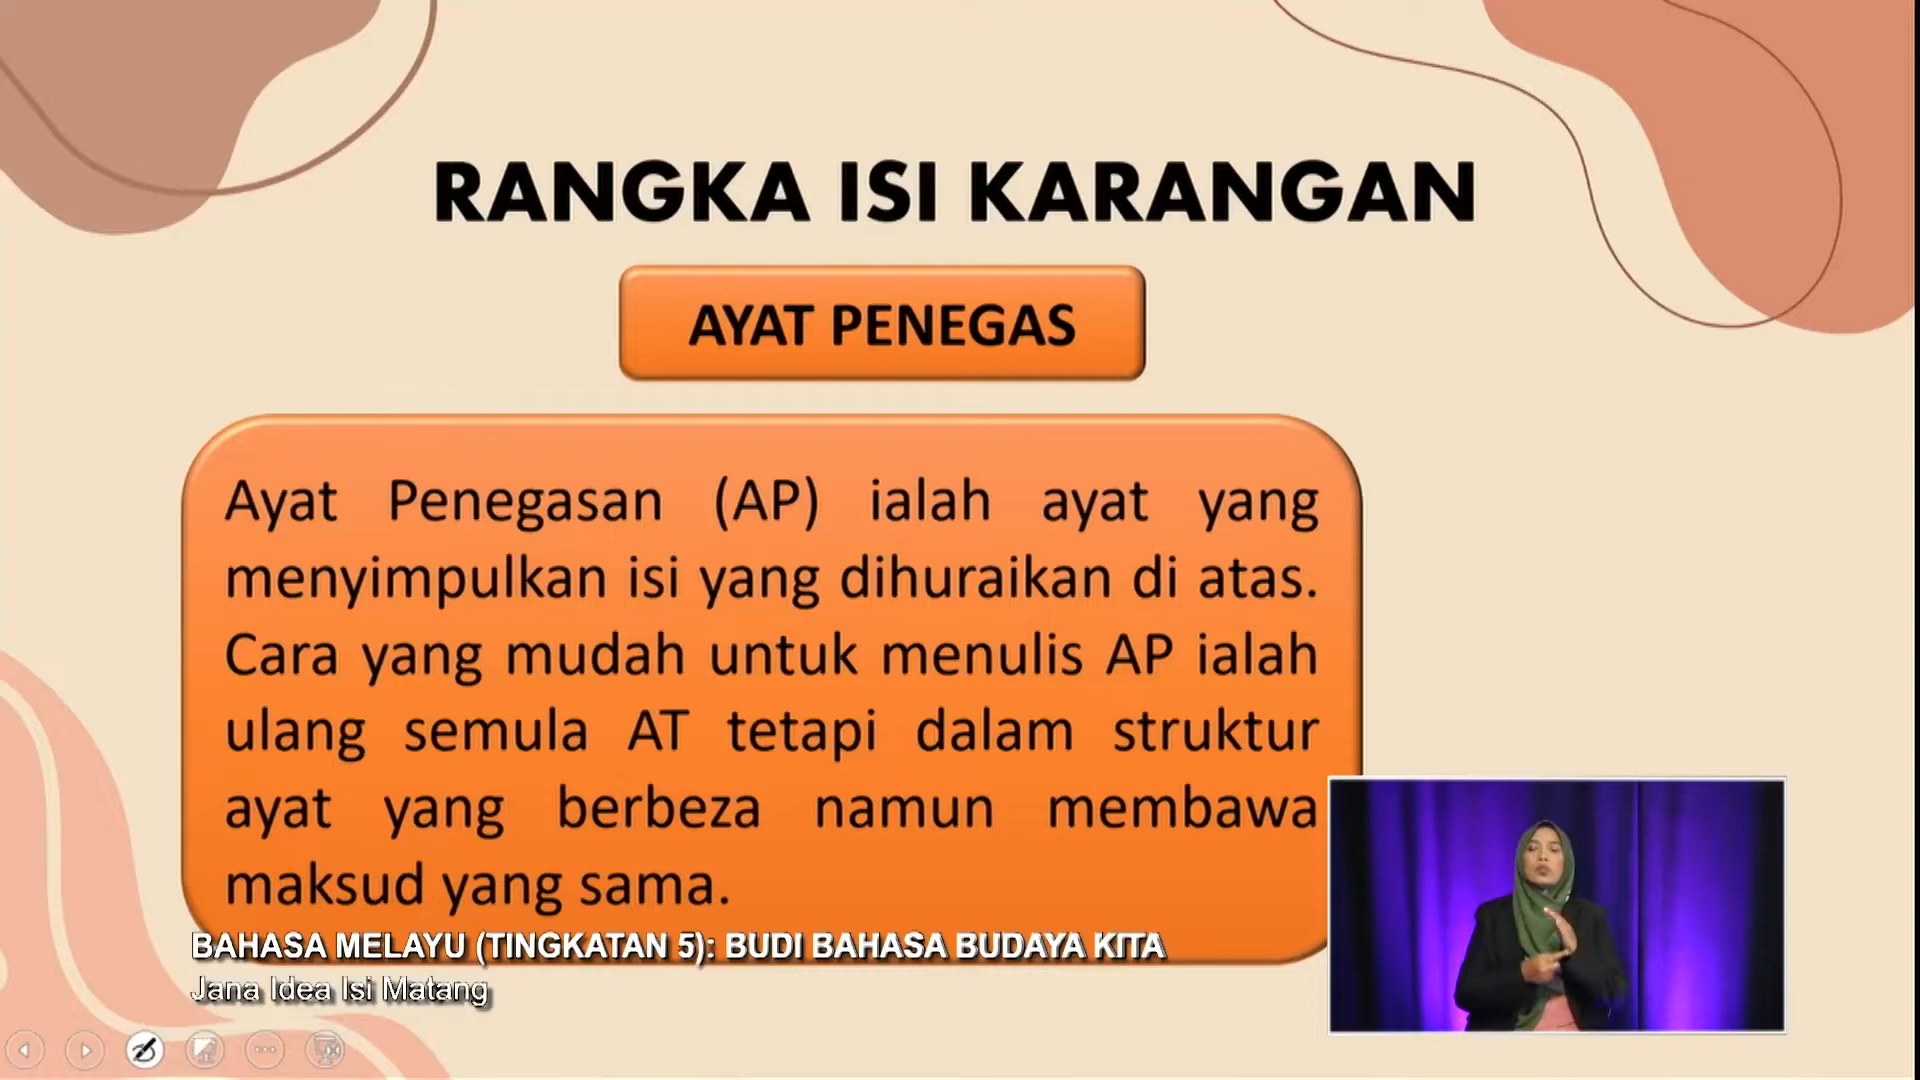 RANGKA ISI KARANGAN
AYAT PENEGAS
Ayat Penegasan (AP) ialah ayat yang
menyimpulkan isi yang dihuraikan di atas.
Cara yang mudah untuk menulis AP ialah
ulang semula AT tetapi dalam struktur
ayat yang berbeza namun membawa
maksud yang sama.
BAHASA MELAYU (TINGKATAN 5): BUDI BAHASA BUDAYA KITA
Jana Idea Isi Matang